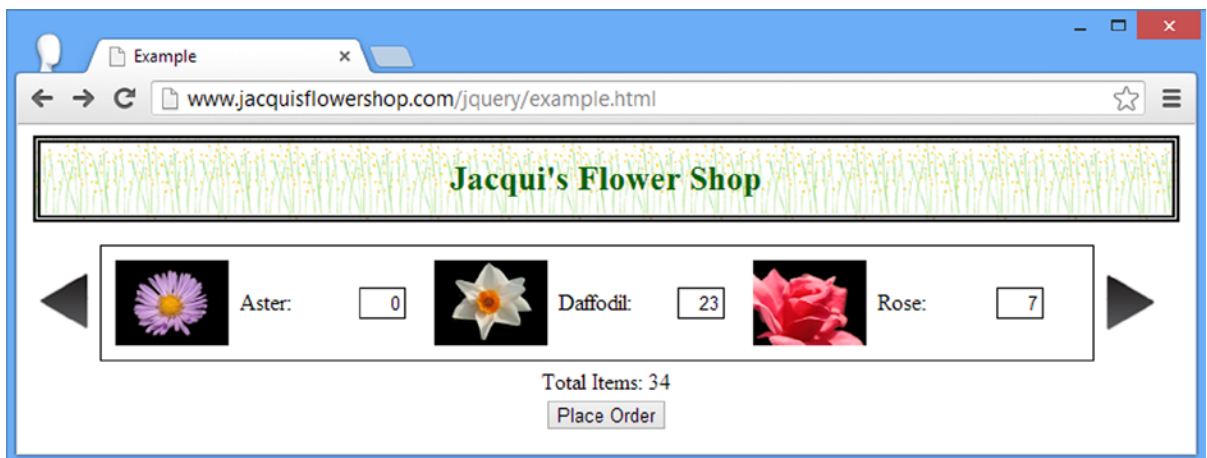 Example
www.jacquisflowershop.com/jquery/example.html
Jacqui's Flower Shop
Aster: 0 Daffodil: 23 Rose: 7
Total Items: 34
Place Order